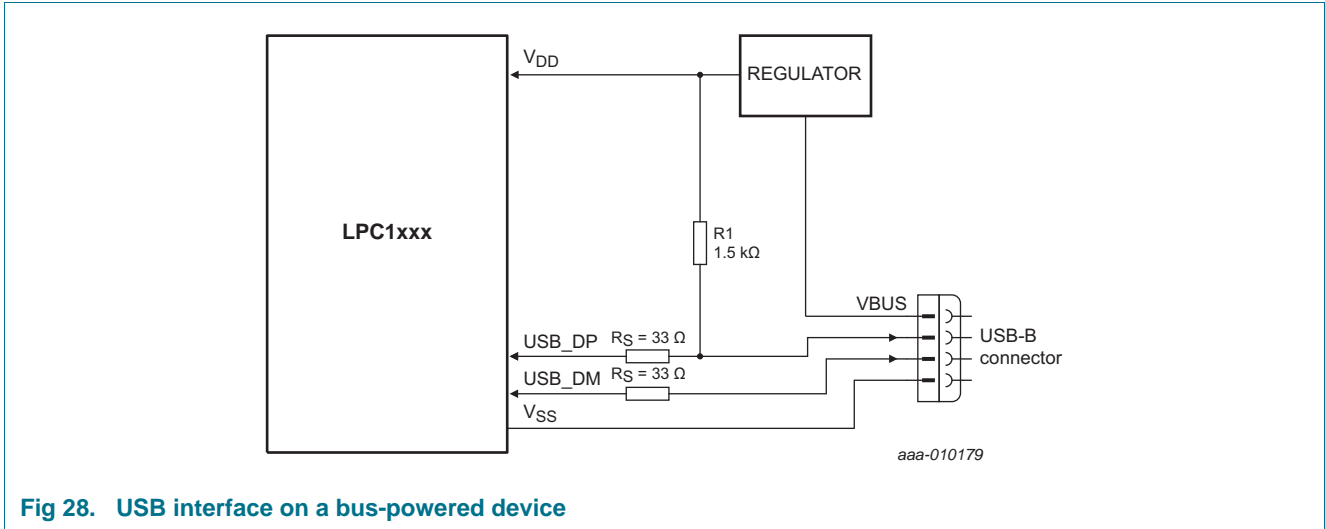 VDD
REGULATOR
LPC1xxx
R1
1.5 kΩ
VBUS
USB_DP RS = 33 Ω
USB-B
connector
USB_DM RS = 33 Ω
VSS
aaa-010179
Fig 28. USB interface on a bus-powered device